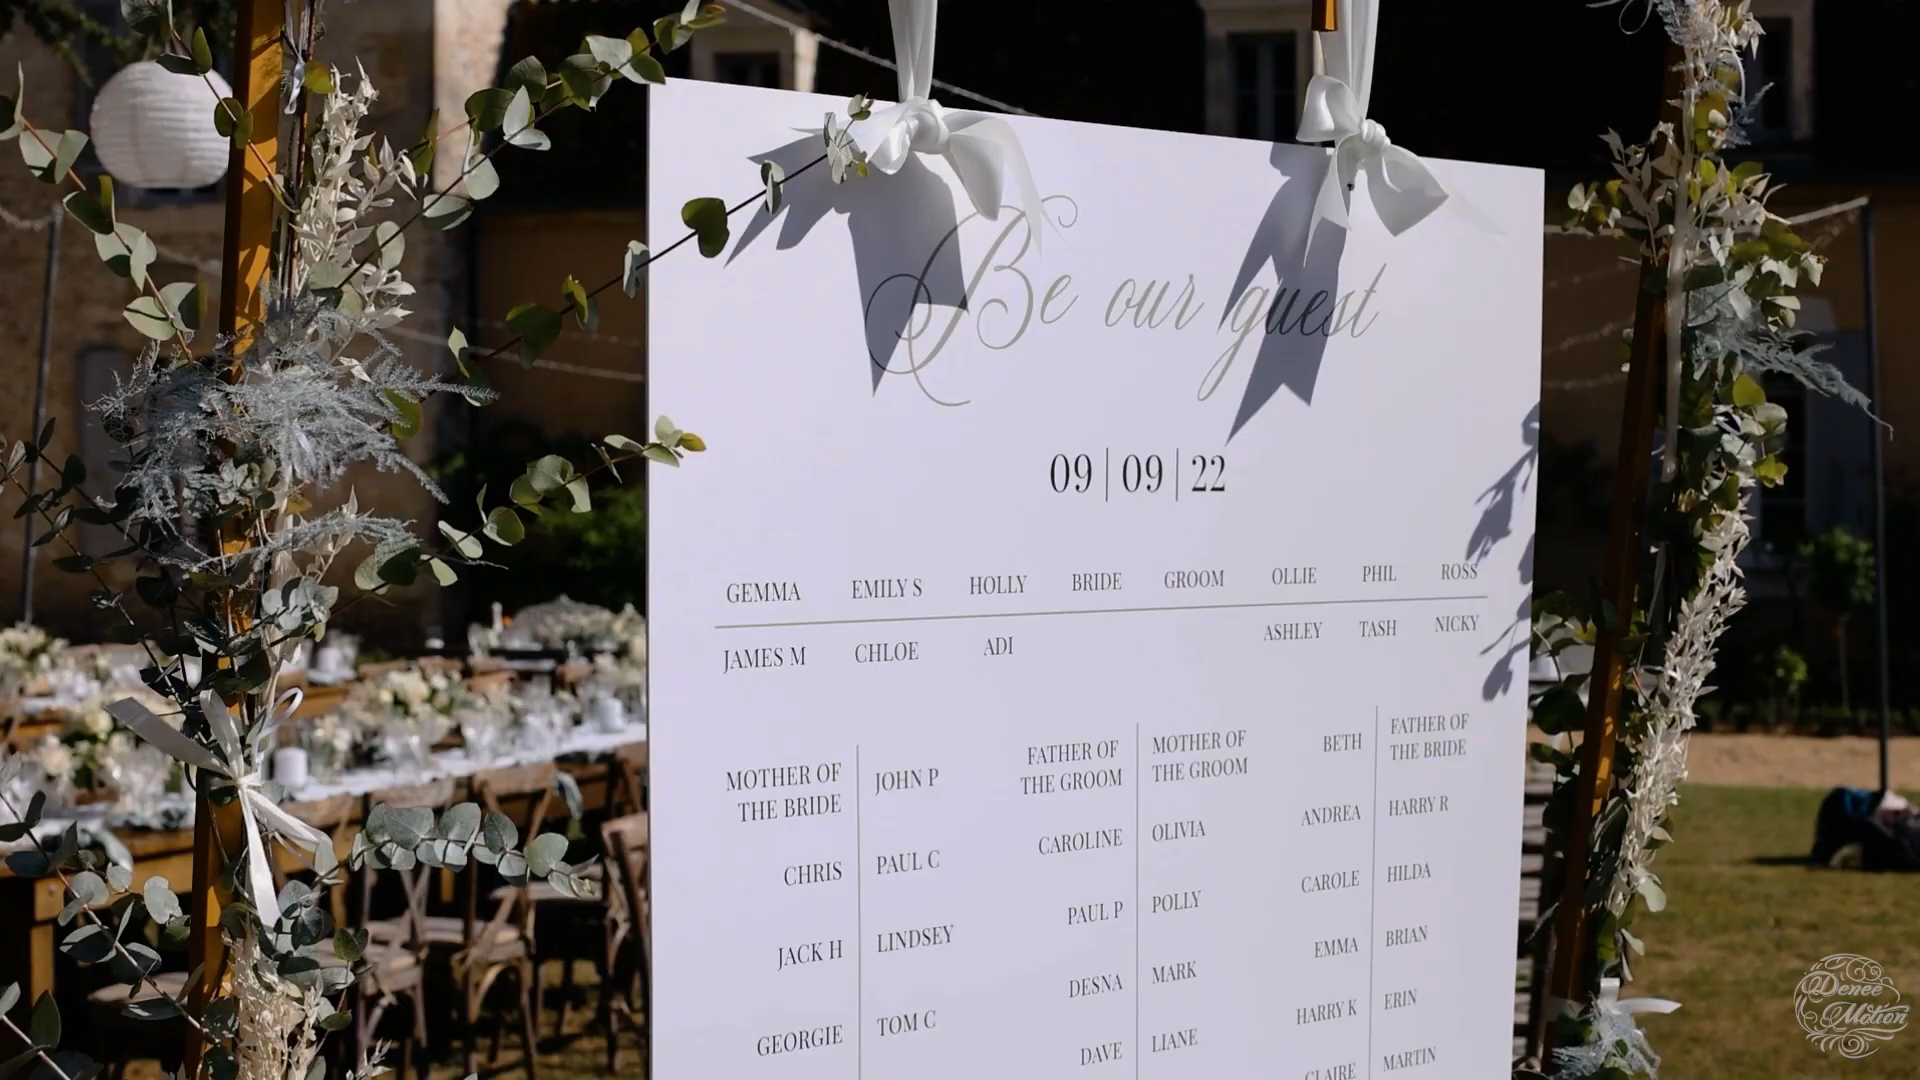 Be our guest
09|09|22
GEMMA EMILY S HOLLY BRIDE GROOM OLLIE PHIL ROSS
JAMES M CHLOE ADI ASHLEY TASH NICKY
MOTHER OF
THE BRIDE
CHRIS
JACK H
GEORGIE
JOHN P
PAUL C
LINDSEY
TOM C
FATHER OF
THE GROOM
CAROLINE
PAUL P
DESNA
DAVE
MOTHER OF
THE GROOM
OLIVIA
POLLY
MARK
LIANE
BETH
ANDREA
CAROLE
EMMA
HARRY K
CLAIRE
FATHER OF
THE BRIDE
HARRY R
HILDA
BRIAN
ERIN
MARTIN
Denee
Motion